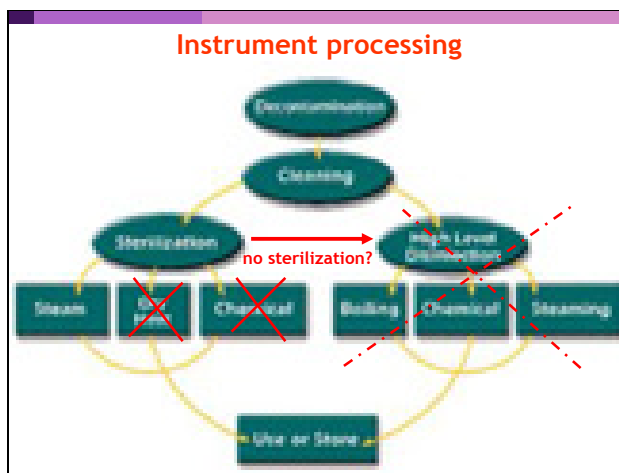 Instrument processing
Decontamination
Cleaning
Sterilization
no sterilization?
High Level
Disinfection
Steam
Dry
Heat
Chemical
Boiling
Chemical
Steaming
Use or Store